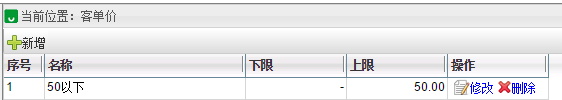 当前位置：客单价
新增
序号 名称 下限 上限 操作
1 50以下 - 50.00 修改 删除